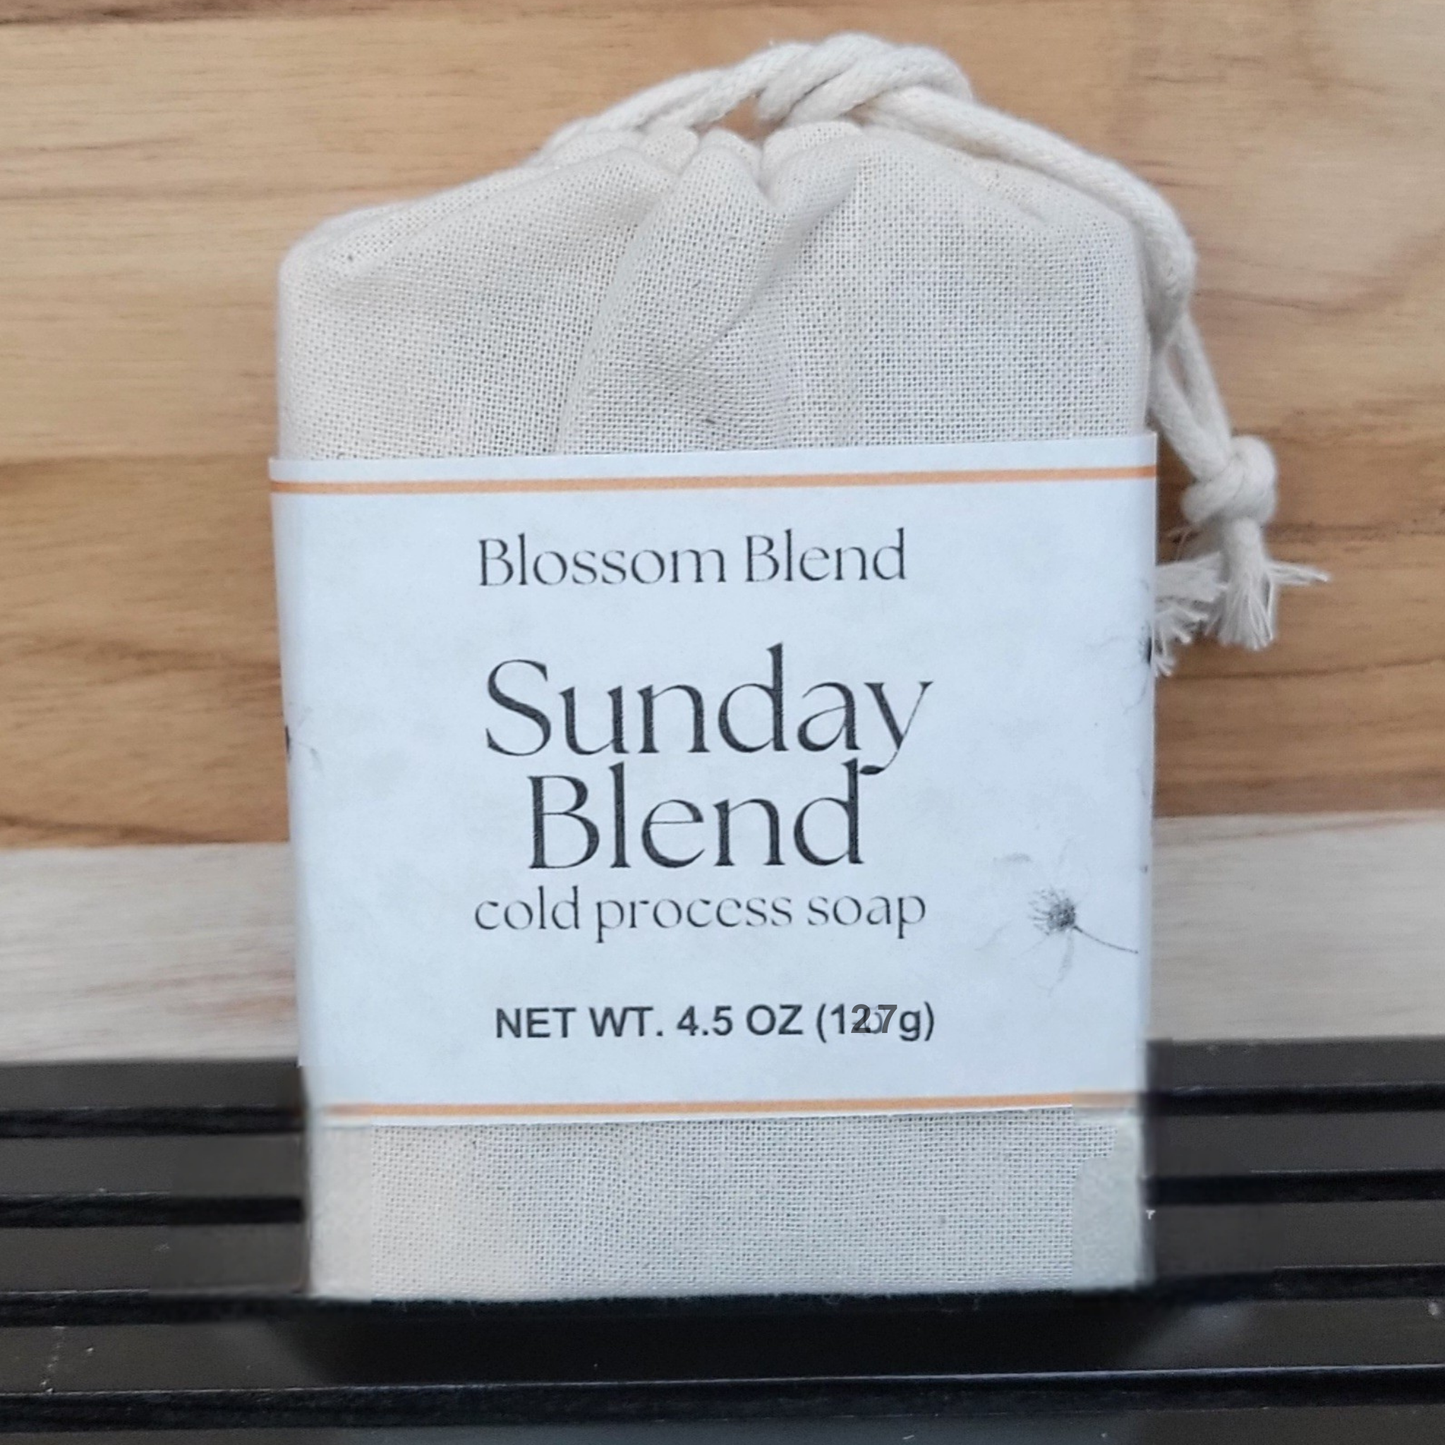 Blossom Blend
Sunday
Blend
cold process soap
NET WT. 4.5 OZ (127g)